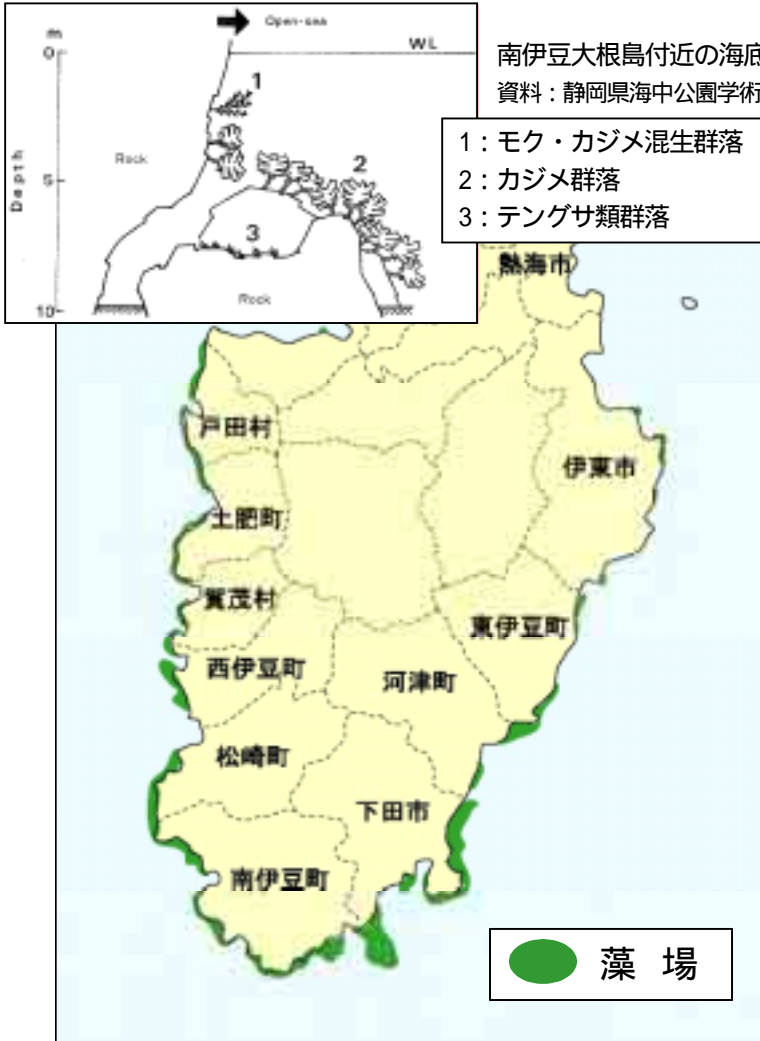 Open-sea
WL
m
0
5
10
Depth
Rock
Rock
1
2
3
南伊豆大根島付近の海底
資料：静岡県海中公園学術
1：モク・カジメ混生群落
2：カジメ群落
3：テングサ類群落
熱海市
戸田村
伊東市
土肥町
賀茂村
東伊豆町
西伊豆町
河津町
松崎町
下田市
南伊豆町
藻 場